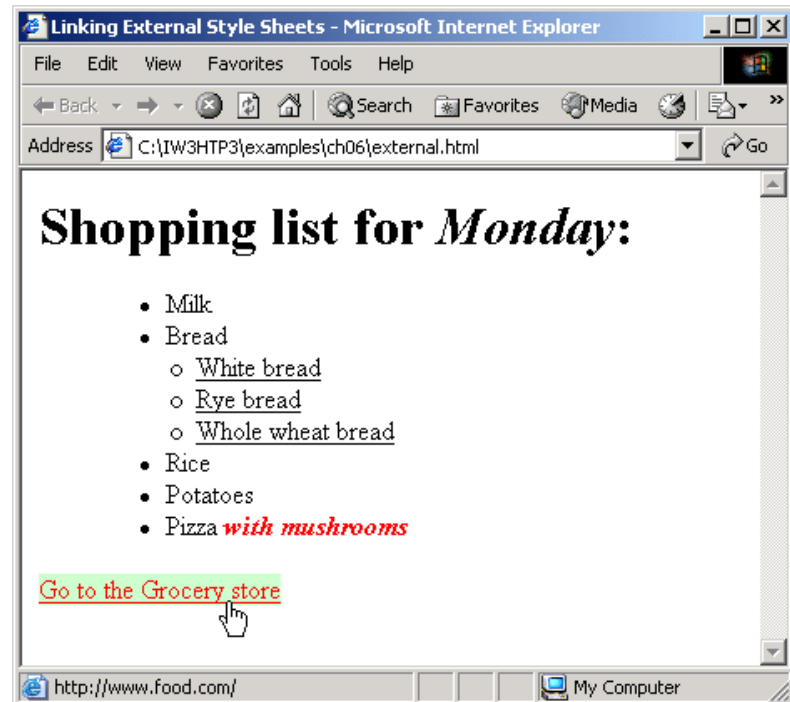 Linking External Style Sheets - Microsoft Internet Explorer
File Edit View Favorites Tools Help
Back Search Favorites Media »
Address C:\IW3HTP3\examples\ch06\external.html Go
Shopping list for Monday:
Milk
Bread
White bread
Rye bread
Whole wheat bread
Rice
Potatoes
Pizza with mushrooms
Go to the Grocery store
http://www.food.com/ My Computer